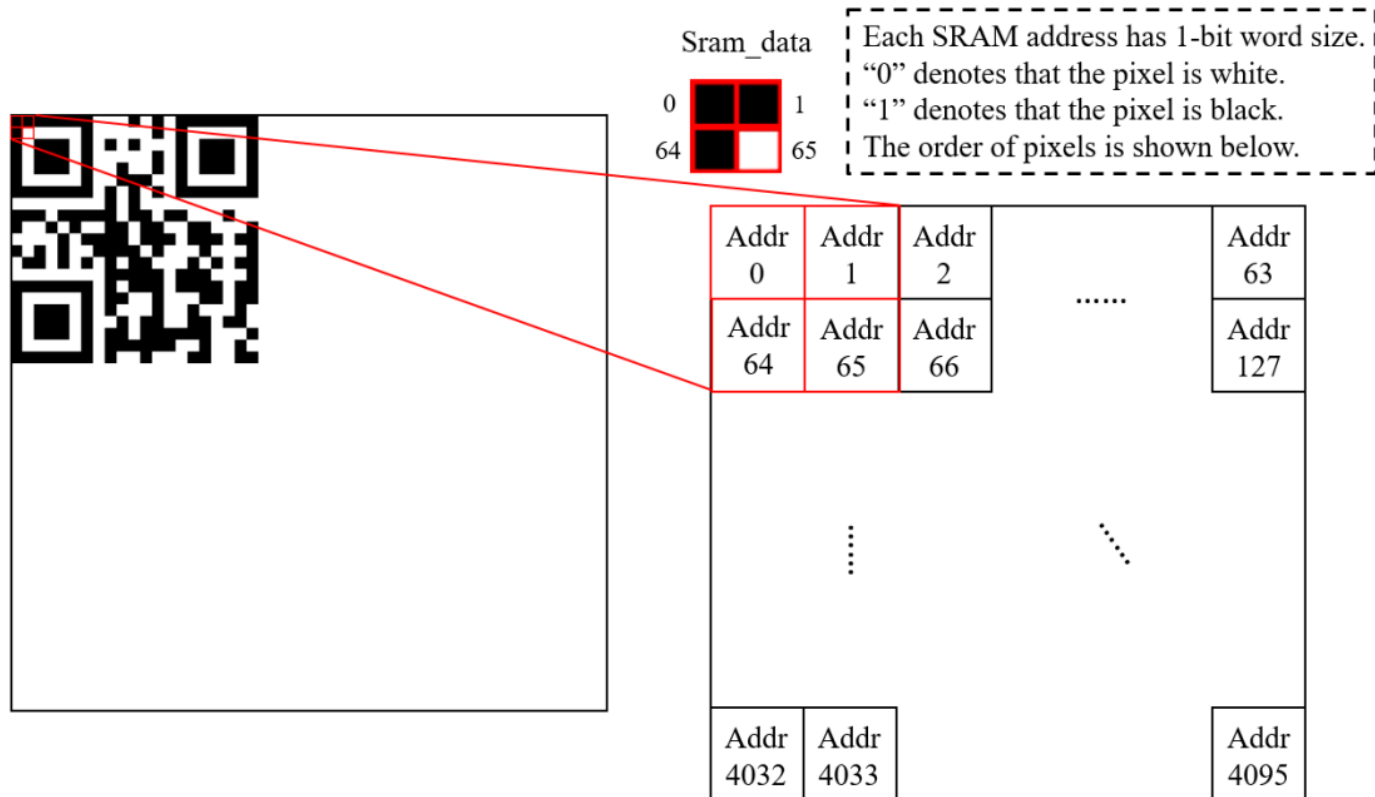 Sram_data
0
1
64
65
Each SRAM address has 1-bit word size.
“0” denotes that the pixel is white.
“1” denotes that the pixel is black.
The order of pixels is shown below.
Addr
0
Addr
1
Addr
2
......
Addr
63
Addr
64
Addr
65
Addr
66
Addr
127
Addr
4032
Addr
4033
Addr
4095